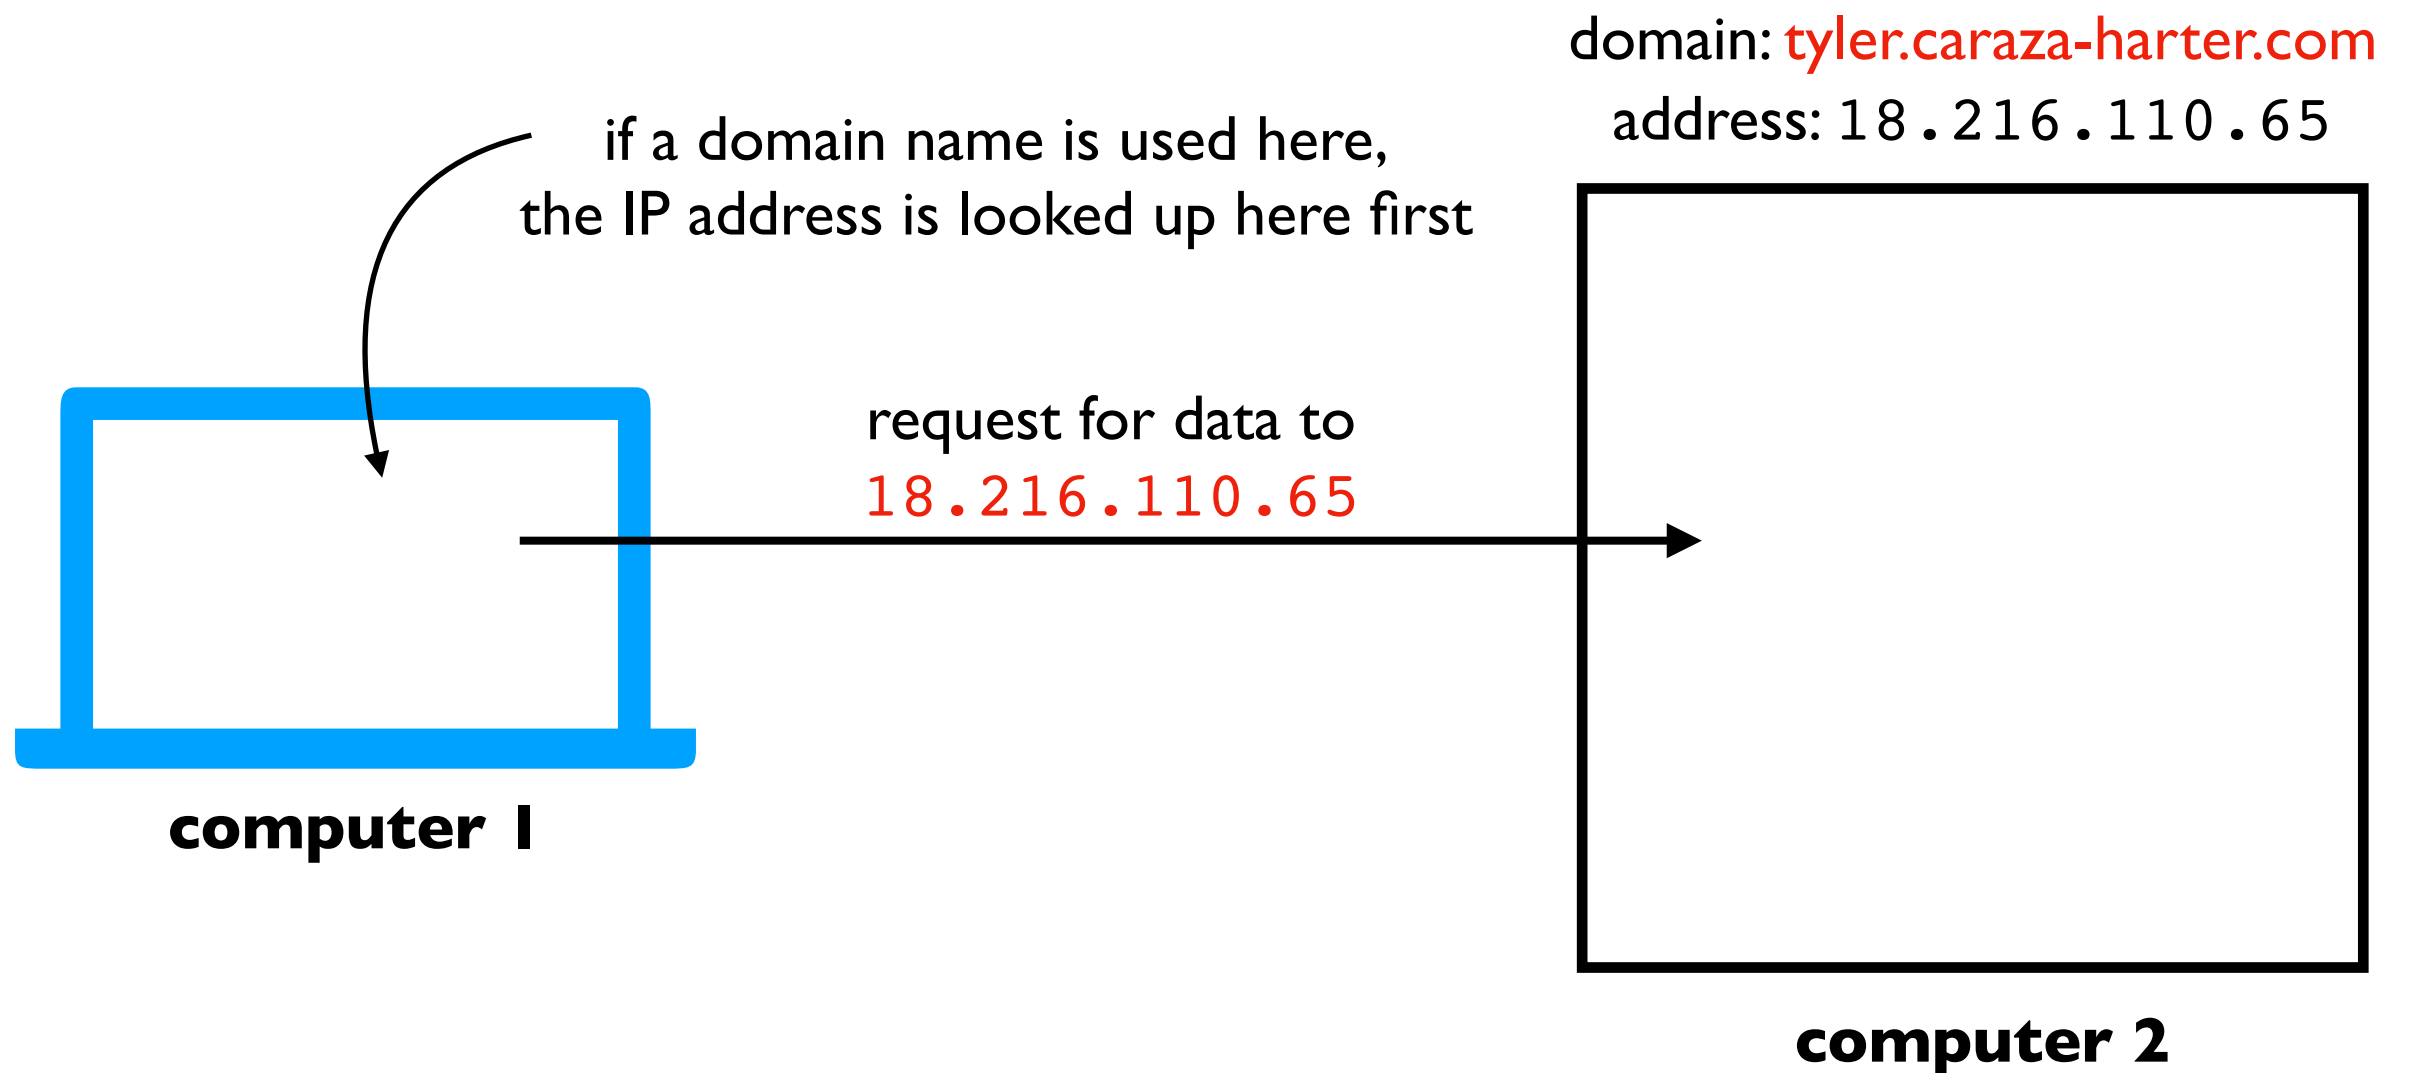 domain: tyler.caraza-harter.com
address: 18.216.110.65
if a domain name is used here,
the IP address is looked up here first
request for data to
18.216.110.65
computer 1
computer 2